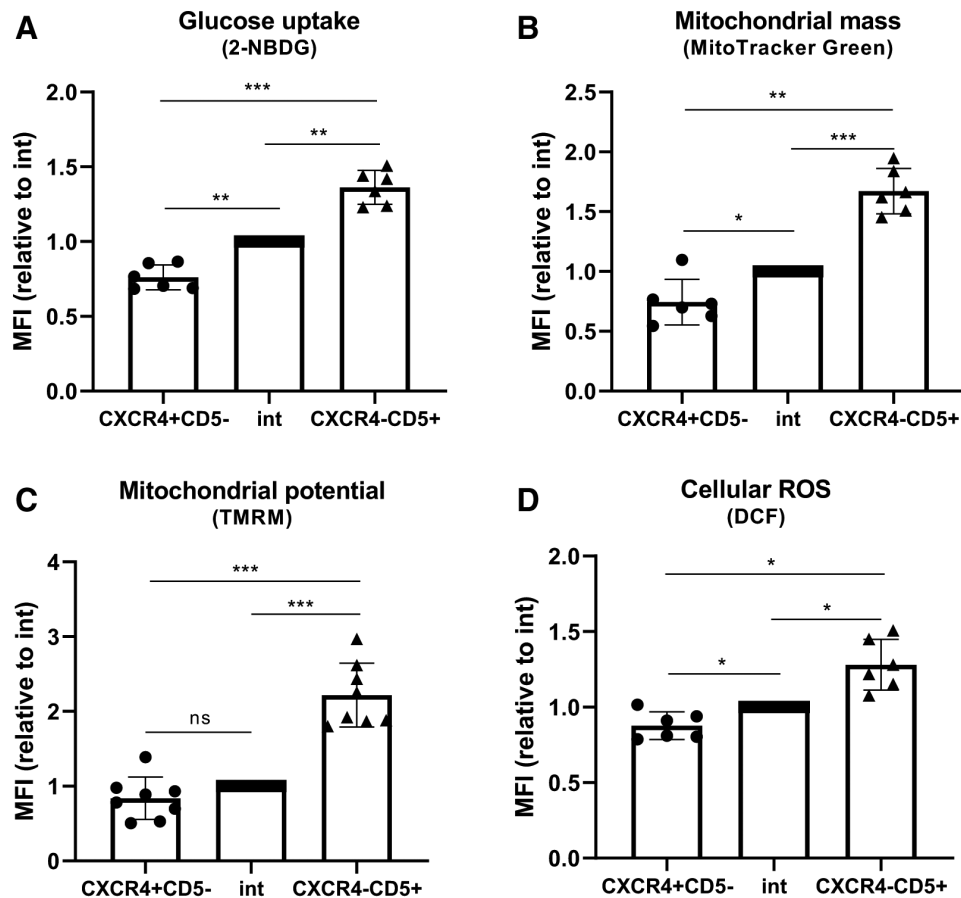 A
Glucose uptake
(2-NBDG)
MFI (relative to int)
2.0
1.5
1.0
0.5
0.0
***
**
**
CXCR4+CD5-
int
CXCR4-CD5+
B
Mitochondrial mass
(MitoTracker Green)
MFI (relative to int)
2.5
2.0
1.5
1.0
0.5
0.0
**
***
*
CXCR4+CD5-
int
CXCR4-CD5+
C
Mitochondrial potential
(TMRM)
MFI (relative to int)
4
3
2
1
0
***
***
ns
CXCR4+CD5-
int
CXCR4-CD5+
D
Cellular ROS
(DCF)
MFI (relative to int)
2.0
1.5
1.0
0.5
0.0
*
*
*
CXCR4+CD5-
int
CXCR4-CD5+